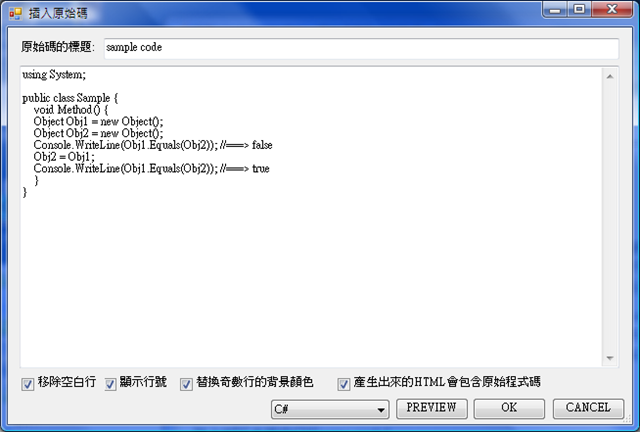 插入原始碼
原始碼的標題: sample code
using System;
public class Sample {
void Method() {
Object Obj1 = new Object();
Object Obj2 = new Object();
Console.WriteLine(Obj1.Equals(Obj2)); //===> false
Obj2 = Obj1;
Console.WriteLine(Obj1.Equals(Obj2)); //===> true
}
}
移除空白行 顯示行號 替換奇數行的背景顏色 產生出來的HTML會包含原始程式碼
C# PREVIEW OK CANCEL